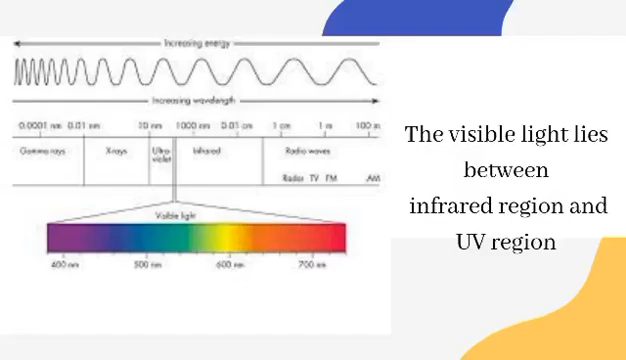 Increasing energy
Increasing wavelength
0.0001 nm 0.01 nm 10 nm 1000 nm 0.01 cm 1 cm 1 m 100 m
Gamma rays X-rays Ultra- Infrared Radio waves
violet
Radar TV FM AM
Visible light
400 nm 500 nm 600 nm 700 nm
The visible light lies
between
infrared region and
UV region